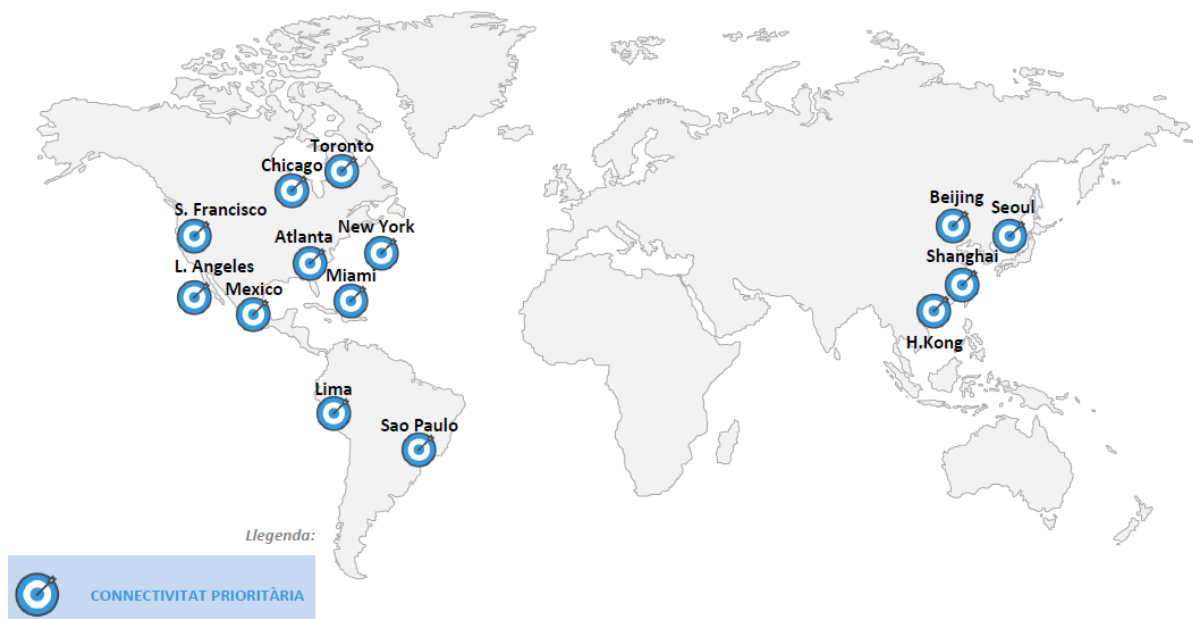 Toronto
Chicago
S. Francisco
New York
Atlanta
L. Angeles
Miami
Mexico
Beijing
Seoul
Shanghai
H.Kong
Lima
Sao Paulo
Llegenda:
CONNECTIVITAT PRIORITÀRIA